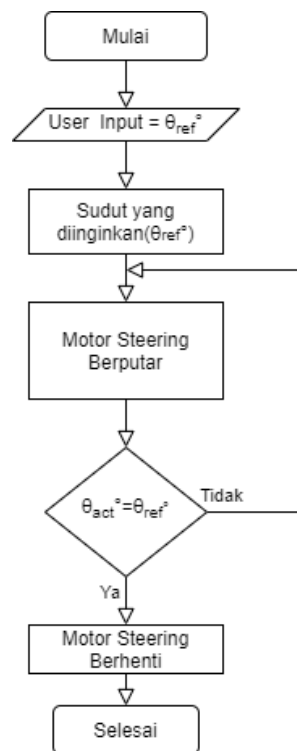 Mulai
User Input = θref°
Sudut yang
diinginkan(θref°)
Motor Steering
Berputar
θact°=θref°
Tidak
Ya
Motor Steering
Berhenti
Selesai